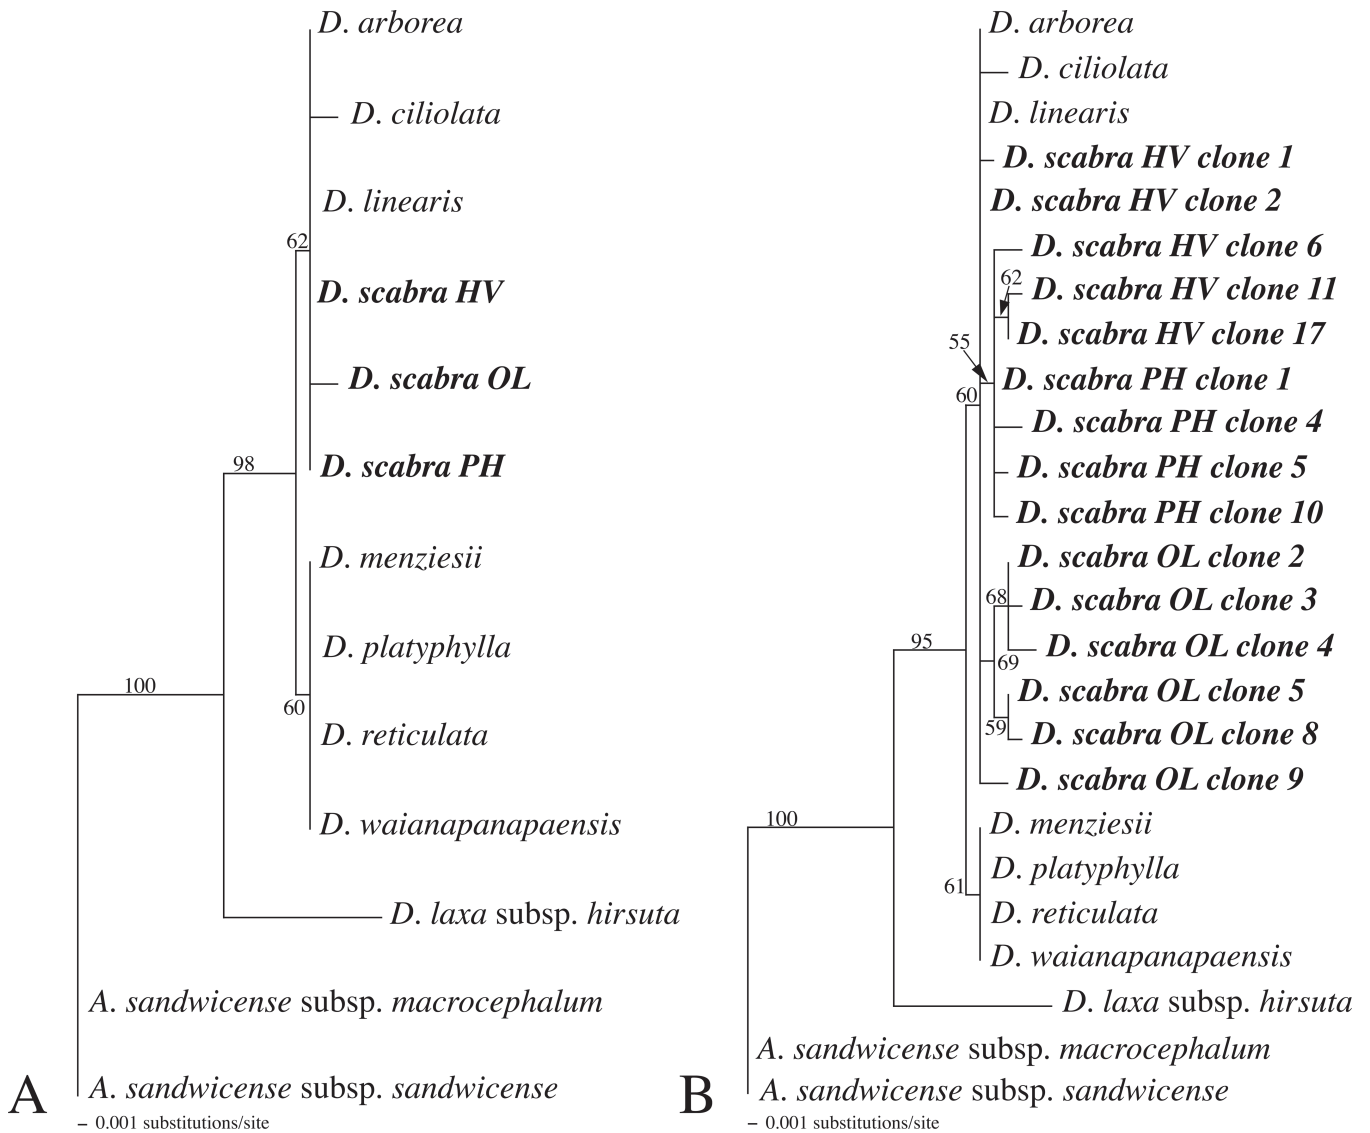 D. arborea
D. ciliolata
D. linearis
62
D. scabra HV
D. scabra OL
98
D. scabra PH
D. menziesii
D. platyphylla
100
60
D. reticulata
D. waianapanapaensis
D. laxa subsp. hirsuta
A. sandwicense subsp. macrocephalum
A. sandwicense subsp. sandwicense
A
0.001 substitutions/site
D. arborea
D. ciliolata
D. linearis
D. scabra HV clone 1
D. scabra HV clone 2
D. scabra HV clone 6
62
D. scabra HV clone 11
D. scabra HV clone 17
55
D. scabra PH clone 1
60
D. scabra PH clone 4
D. scabra PH clone 5
D. scabra PH clone 10
D. scabra OL clone 2
68
D. scabra OL clone 3
95
D. scabra OL clone 4
69
D. scabra OL clone 5
59
D. scabra OL clone 8
D. scabra OL clone 9
100
D. menziesii
D. platyphylla
61
D. reticulata
D. waianapanapaensis
D. laxa subsp. hirsuta
A. sandwicense subsp. macrocephalum
A. sandwicense subsp. sandwicense
B
0.001 substitutions/site